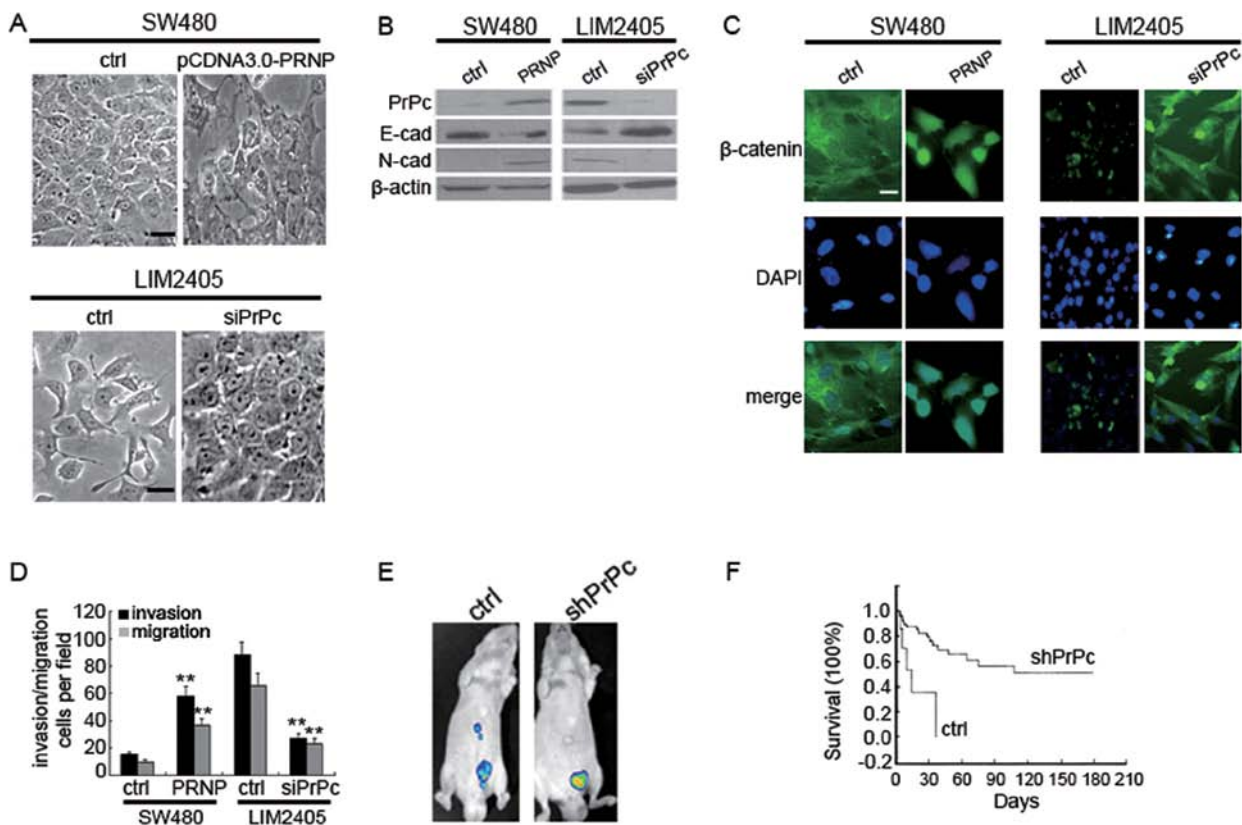 A
SW480
ctrl pCDNA3.0-PRNP
LIM2405
ctrl siPrPc
B
SW480 LIM2405
ctrl PRNP ctrl siPrPc
PrPc
E-cad
N-cad
β-actin
C
SW480 LIM2405
ctrl PRNP ctrl siPrPc
β-catenin
DAPI
merge
D
invasion/migration
cells per field
120
100
80
60
40
20
0
invasion
migration
** ** ** **
ctrl PRNP ctrl siPrPc
SW480 LIM2405
E
ctrl shPrPc
F
Survival (100%)
1.0
0.8
0.6
0.4
0.2
0.0
-0.2
shPrPc
ctrl
0 30 60 90 120 150 180 210
Days